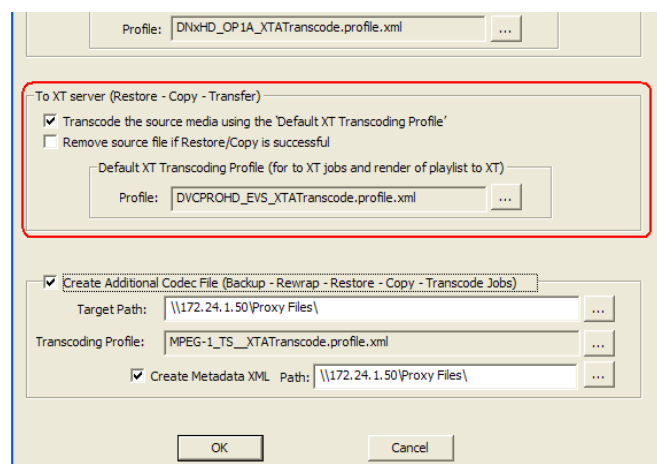 Profile: DNxHD_OP1A_XTATranscode.profile.xml ...
To XT server (Restore - Copy - Transfer)
Transcode the source media using the 'Default XT Transcoding Profile'
Remove source file if Restore/Copy is successful
Default XT Transcoding Profile (for to XT jobs and render of playlist to XT)
Profile: DVCPROHD_EVS_XTATranscode.profile.xml ...
Create Additional Codec File (Backup - Rewrap - Restore - Copy - Transcode Jobs)
Target Path: \\172.24.1.50\Proxy Files\ ...
Transcoding Profile: MPEG-1_TS__XTATranscode.profile.xml ...
Create Metadata XML Path: \\172.24.1.50\Proxy Files\ ...
OK Cancel